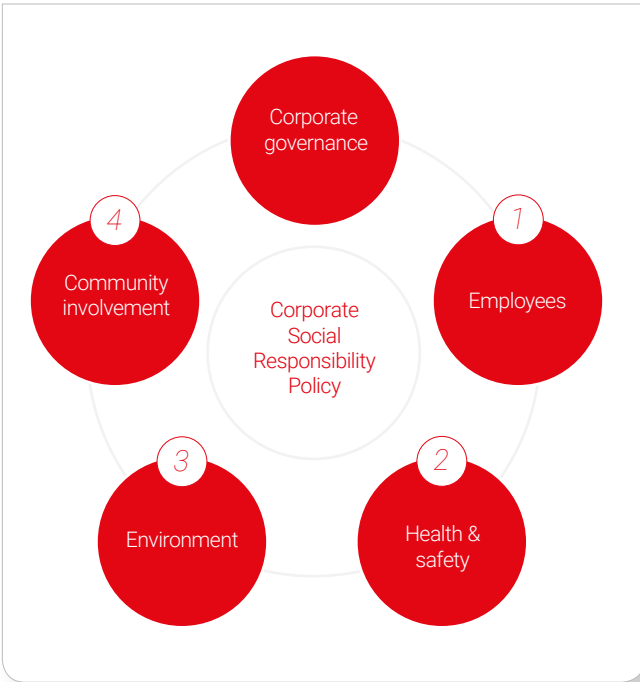 Corporate
governance
1
Employees
2
Health &
safety
3
Environment
4
Community
involvement
Corporate
Social
Responsibility
Policy